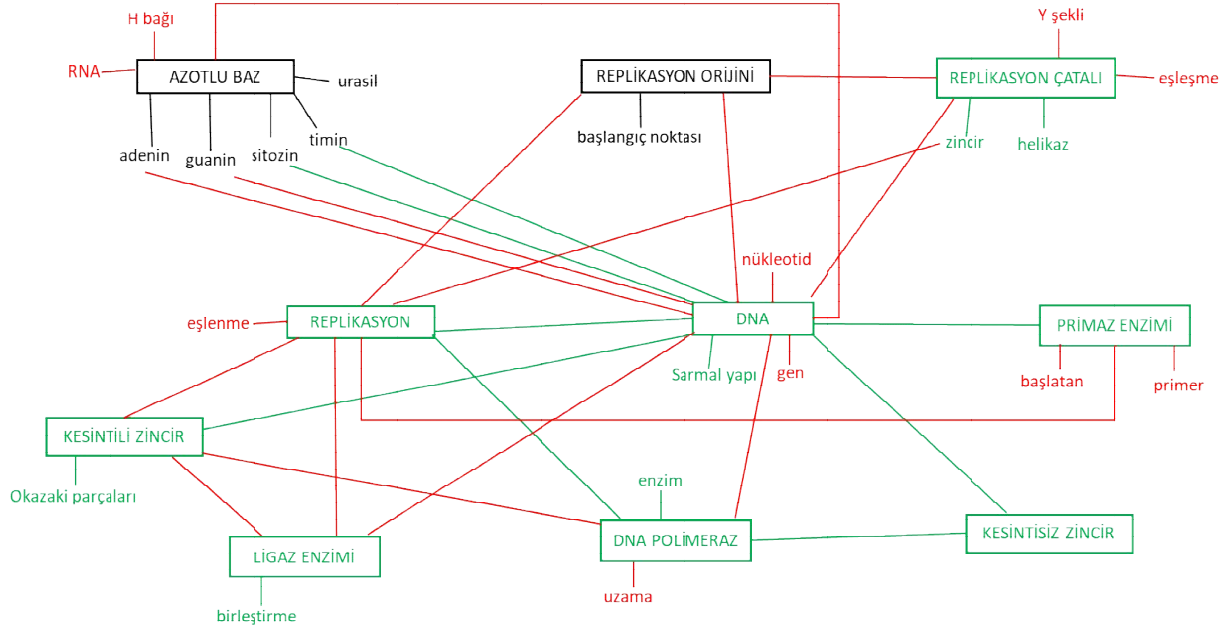 H bağı
Y şekli
RNA
AZOTLU BAZ
urasil
REPLİKASYON ORİJİNİ
REPLİKASYON ÇATALI
eşleşme
adenin
guanin
sitozin
timin
başlangıç noktası
zincir
helikaz
nükleotid
eşlenme
REPLİKASYON
DNA
PRİMAZ ENZİMİ
Sarmal yapı
gen
başlatan
primer
KESİNTİLİ ZİNCİR
Okazaki parçaları
enzim
LİGAZ ENZİMİ
DNA POLİMERAZ
KESİNTİSİZ ZİNCİR
birleştirme
uzama